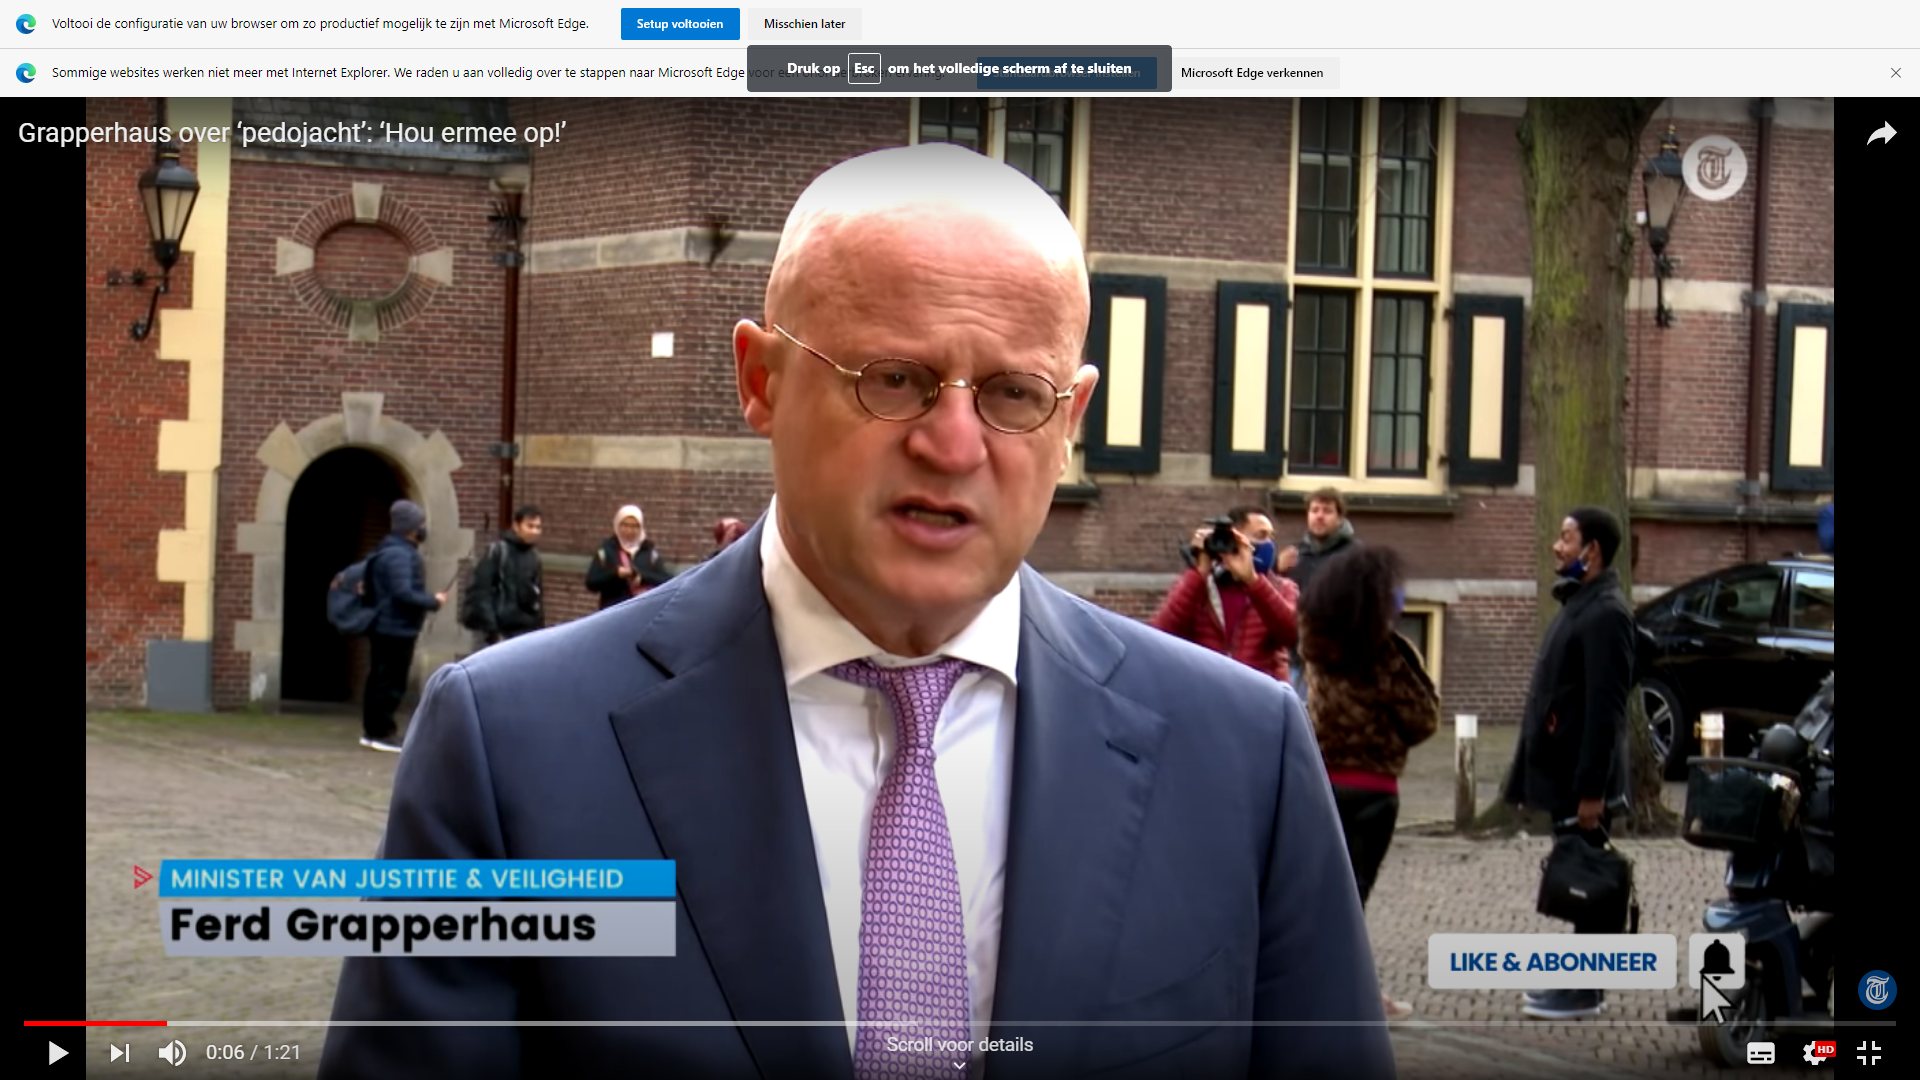 Voltooi de configuratie van uw browser om zo productief mogelijk te zijn met Microsoft Edge.
Setup voltooien
Misschien later
Sommige websites werken niet meer met Internet Explorer. We raden u aan volledig over te stappen naar Microsoft Edge
Druk op Esc om het volledige scherm af te sluiten
Microsoft Edge verkennen
Grapperhaus over ‘pedojacht’: ‘Hou ermee op!’
MINISTER VAN JUSTITIE & VEILIGHEID
Ferd Grapperhaus
LIKE & ABONNEER
0:06 / 1:21
Scroll voor details
HD